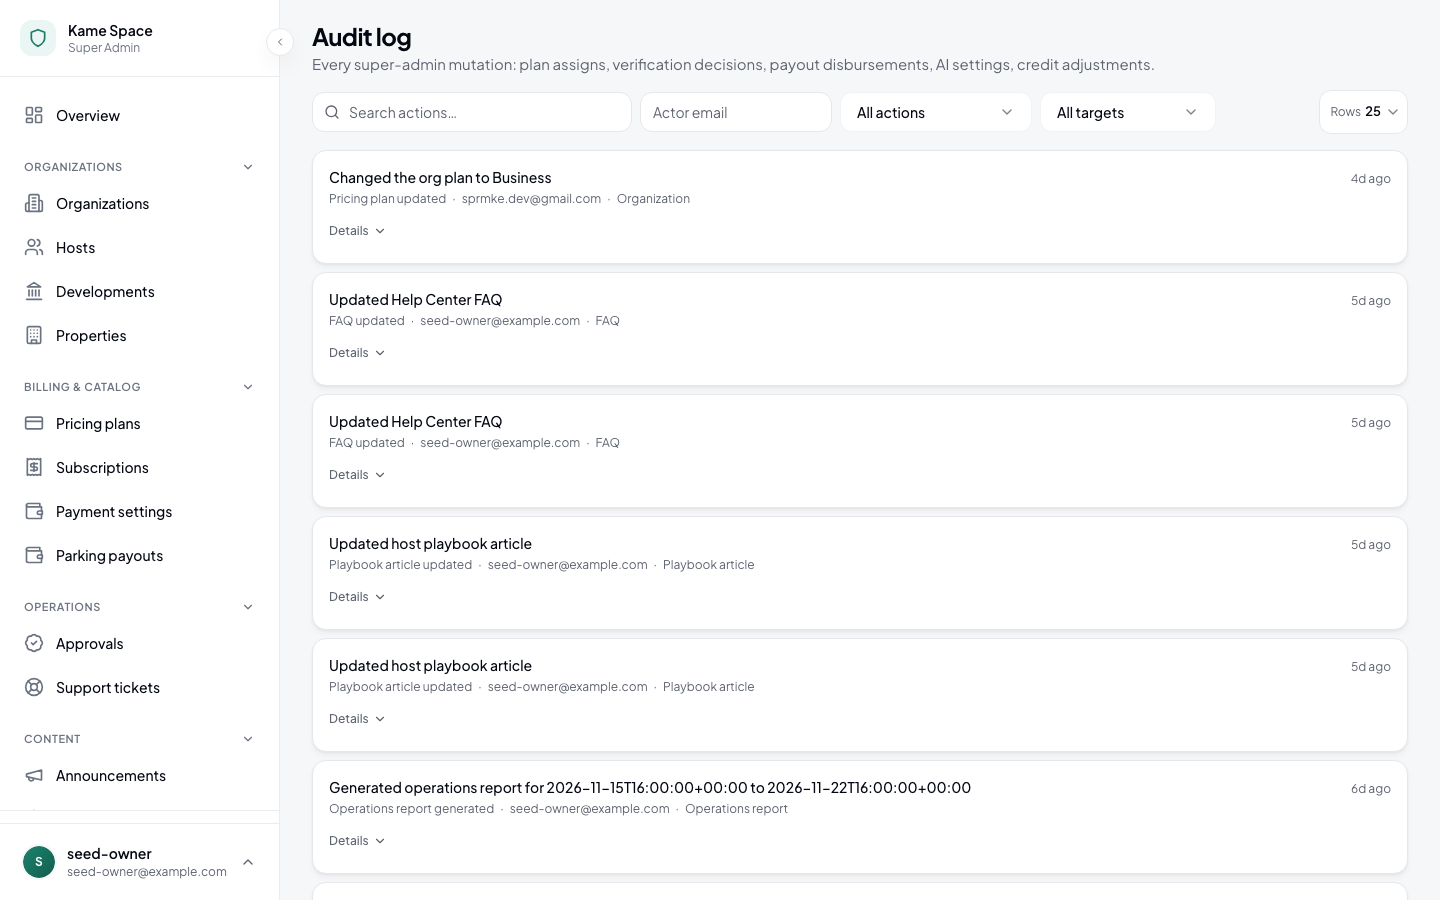 Kame Space
Super Admin
Overview
ORGANIZATIONS
Organizations
Hosts
Developments
Properties
BILLING & CATALOG
Pricing plans
Subscriptions
Payment settings
Parking payouts
OPERATIONS
Approvals
Support tickets
CONTENT
Announcements
S
seed-owner
seed-owner@example.com
Audit log
Every super-admin mutation: plan assigns, verification decisions, payout disbursements, AI settings, credit adjustments.
Search actions...
Actor email
All actions
All targets
Rows 25
Changed the org plan to Business
4d ago
Pricing plan updated · sprmke.dev@gmail.com · Organization
Details
Updated Help Center FAQ
5d ago
FAQ updated · seed-owner@example.com · FAQ
Details
Updated Help Center FAQ
5d ago
FAQ updated · seed-owner@example.com · FAQ
Details
Updated host playbook article
5d ago
Playbook article updated · seed-owner@example.com · Playbook article
Details
Updated host playbook article
5d ago
Playbook article updated · seed-owner@example.com · Playbook article
Details
Generated operations report for 2026-11-15T16:00:00+00:00 to 2026-11-22T16:00:00+00:00
6d ago
Operations report generated · seed-owner@example.com · Operations report
Details